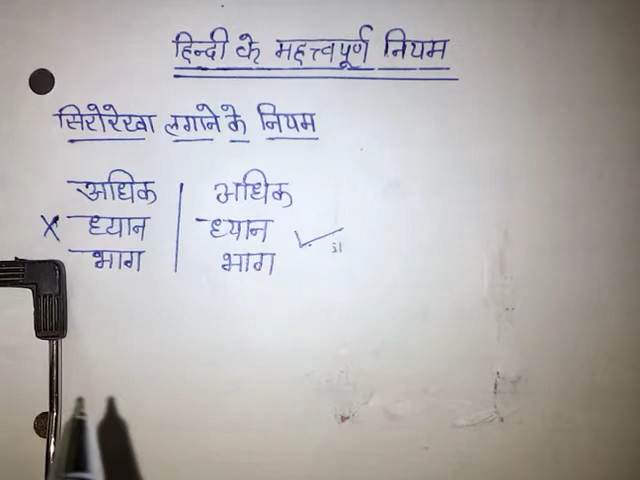 हिन्दी के महत्त्वपूर्ण नियम
सिरोरेखा लगाने के नियम
अधिक | अधिक
X ध्यान | ध्यान ✓
भाग | भाग